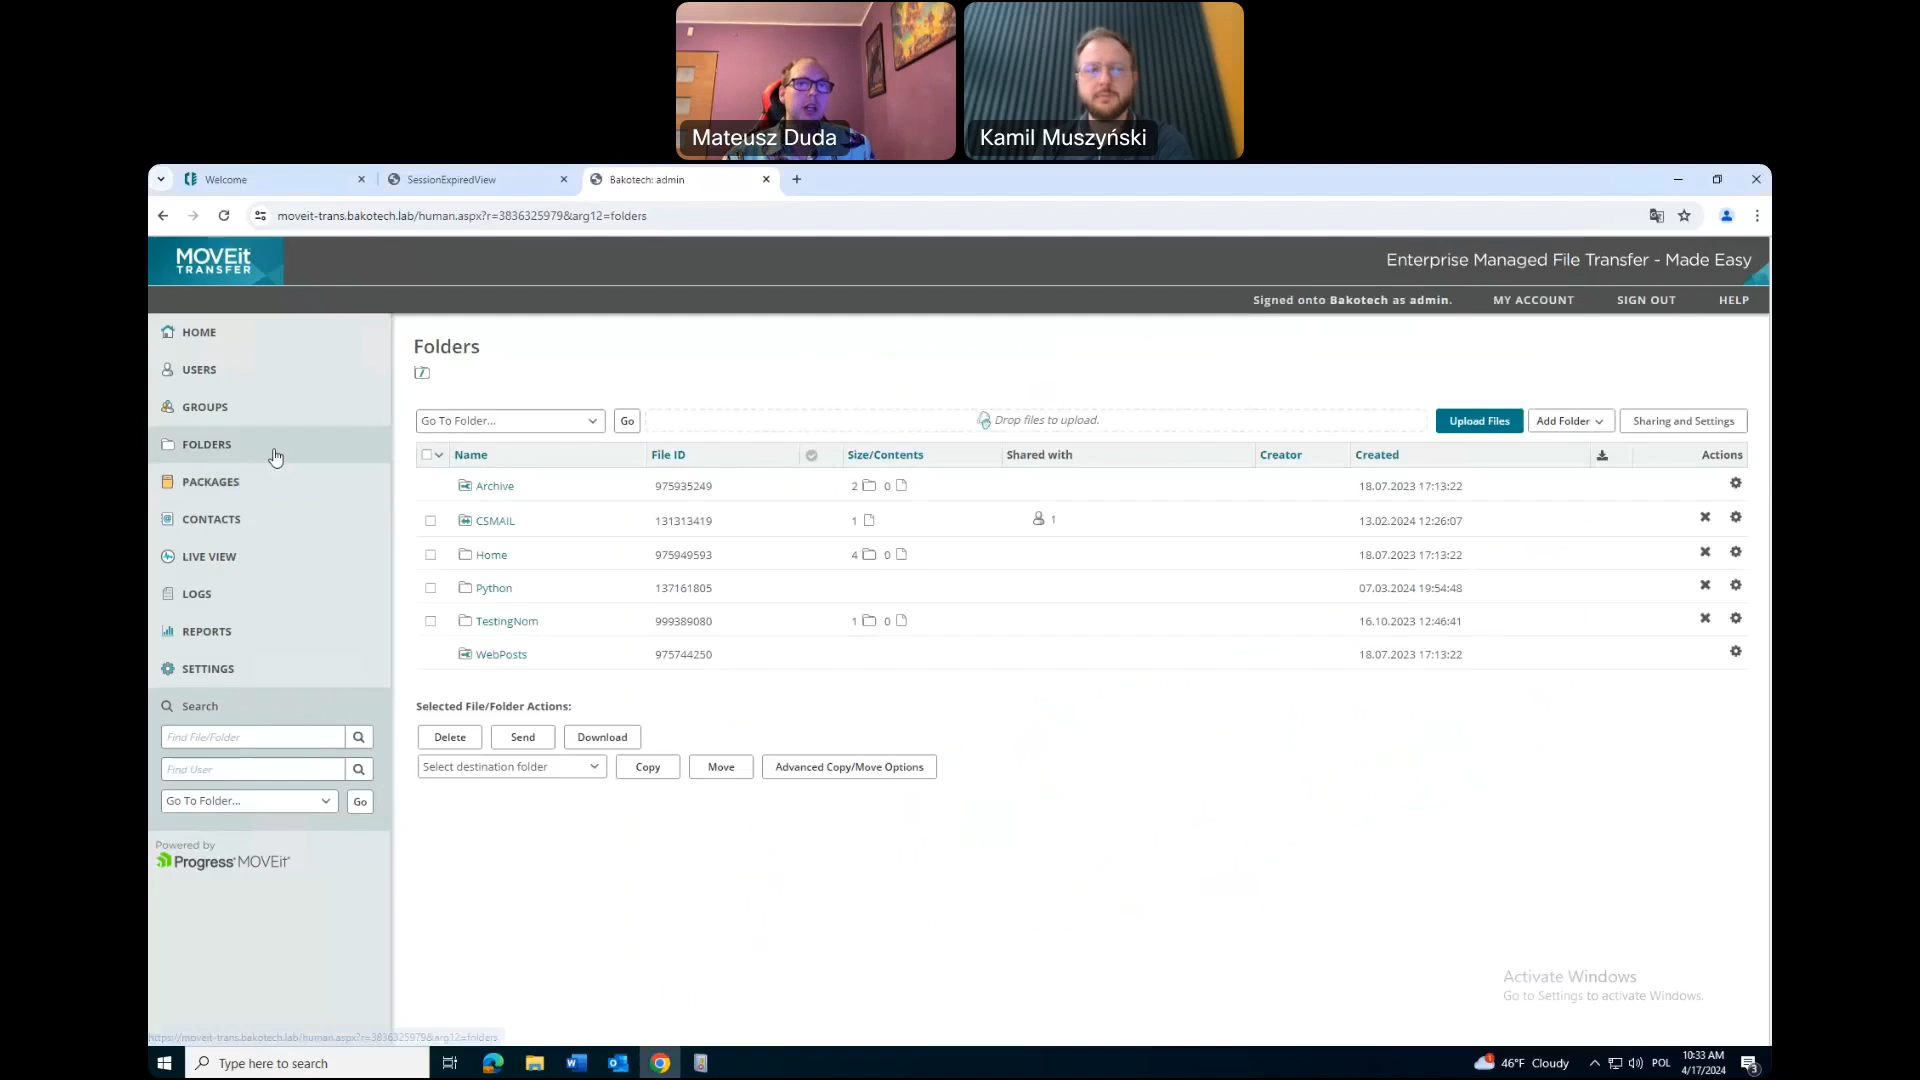 Mateusz Duda
Kamil Muszyński
Welcome
SessionExpiredView
Bakotech: admin
moveit-trans.bakotech.lab/human.aspx?r=3836325979&arg12=folders
MOVEit
TRANSFER
Enterprise Managed File Transfer - Made Easy
Signed onto Bakotech as admin. MY ACCOUNT SIGN OUT HELP
HOME
USERS
GROUPS
FOLDERS
PACKAGES
CONTACTS
LIVE VIEW
LOGS
REPORTS
SETTINGS
Search
Find File/Folder
Find User
Go To Folder... Go
Powered by
Progress MOVEit
Folders
Go To Folder... Go Drop files to upload. Upload Files Add Folder Sharing and Settings
Name File ID Size/Contents Shared with Creator Created Actions
Archive 975935249 2 0 18.07.2023 17:13:22
CSMAIL 131313419 1 1 13.02.2024 12:26:07
Home 975949593 4 0 18.07.2023 17:13:22
Python 137161805 07.03.2024 19:54:48
TestingNom 999389080 1 0 16.10.2023 12:46:41
WebPosts 975744250 18.07.2023 17:13:22
Selected File/Folder Actions:
Delete Send Download
Select destination folder Copy Move Advanced Copy/Move Options
Activate Windows
Go to Settings to activate Windows.
https://moveit-trans.bakotech.lab/human.aspx?r=3836325979&arg12=folders
Type here to search
46°F Cloudy
POL
10:33 AM
4/17/2024
3